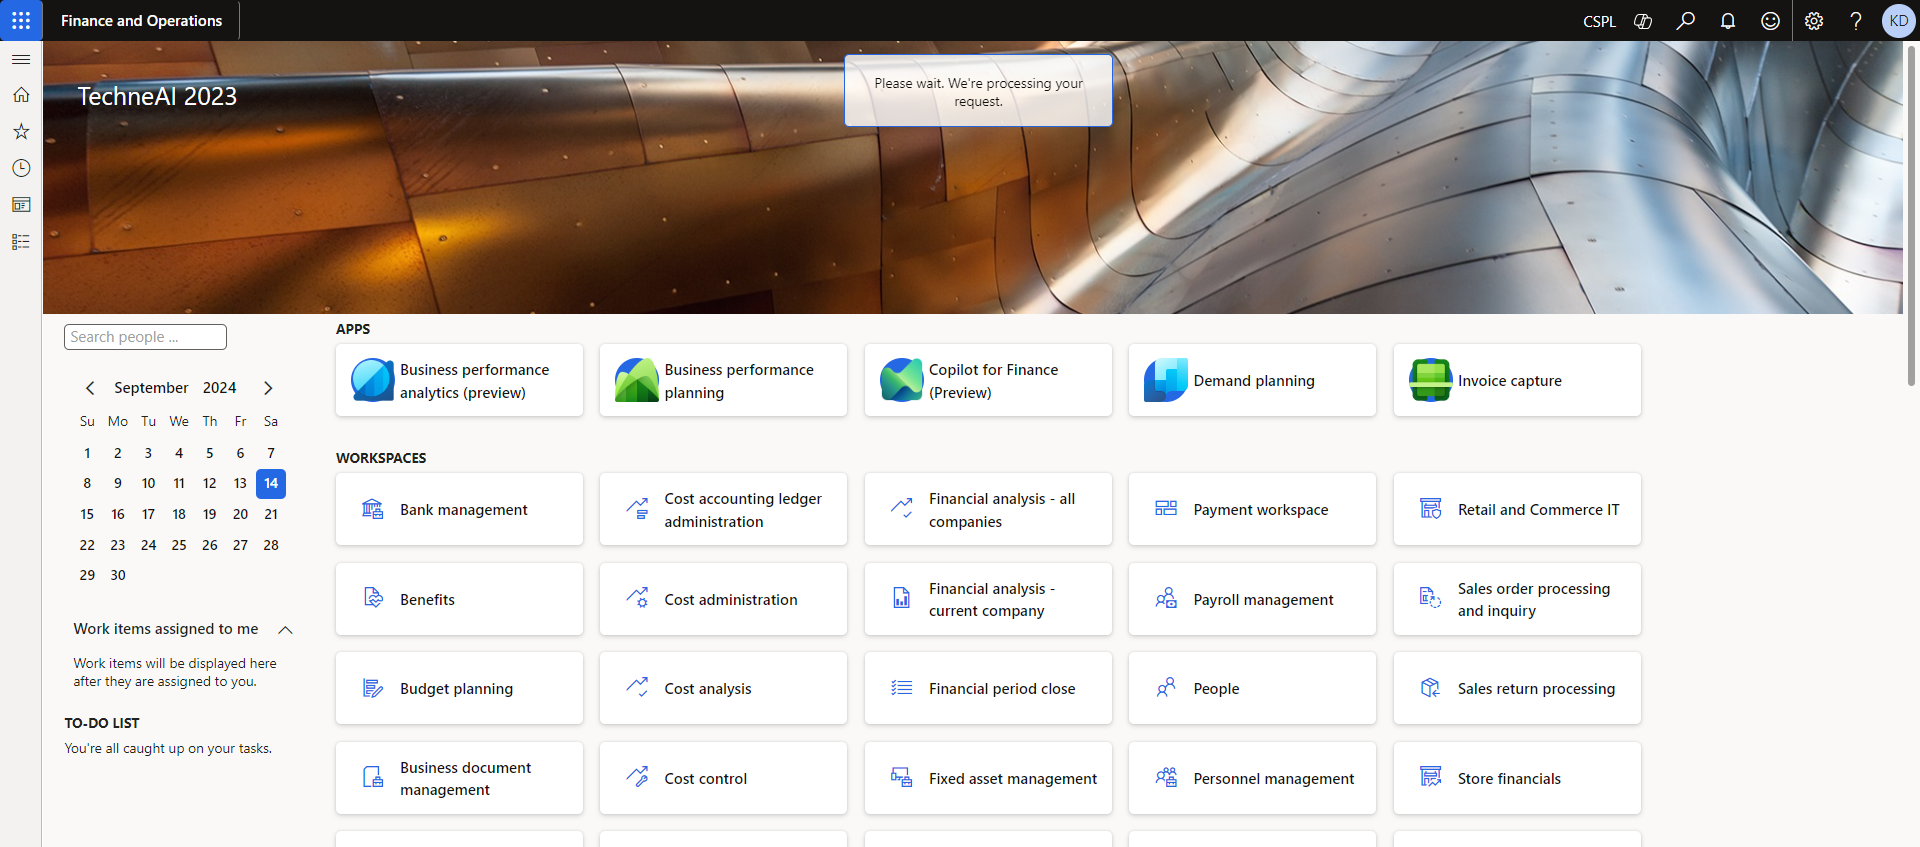 Finance and Operations
CSPL
KD
TechneAI 2023
Please wait. We're processing your
request.
Search people ...
September 2024
Su Mo Tu We Th Fr Sa
1 2 3 4 5 6 7
8 9 10 11 12 13 14
15 16 17 18 19 20 21
22 23 24 25 26 27 28
29 30
Work items assigned to me
Work items will be displayed here
after they are assigned to you.
TO-DO LIST
You're all caught up on your tasks.
APPS
Business performance
analytics (preview)
Business performance
planning
Copilot for Finance
(Preview)
Demand planning
Invoice capture
WORKSPACES
Bank management
Cost accounting ledger
administration
Financial analysis - all
companies
Payment workspace
Retail and Commerce IT
Benefits
Cost administration
Financial analysis -
current company
Payroll management
Sales order processing
and inquiry
Budget planning
Cost analysis
Financial period close
People
Sales return processing
Business document
management
Cost control
Fixed asset management
Personnel management
Store financials